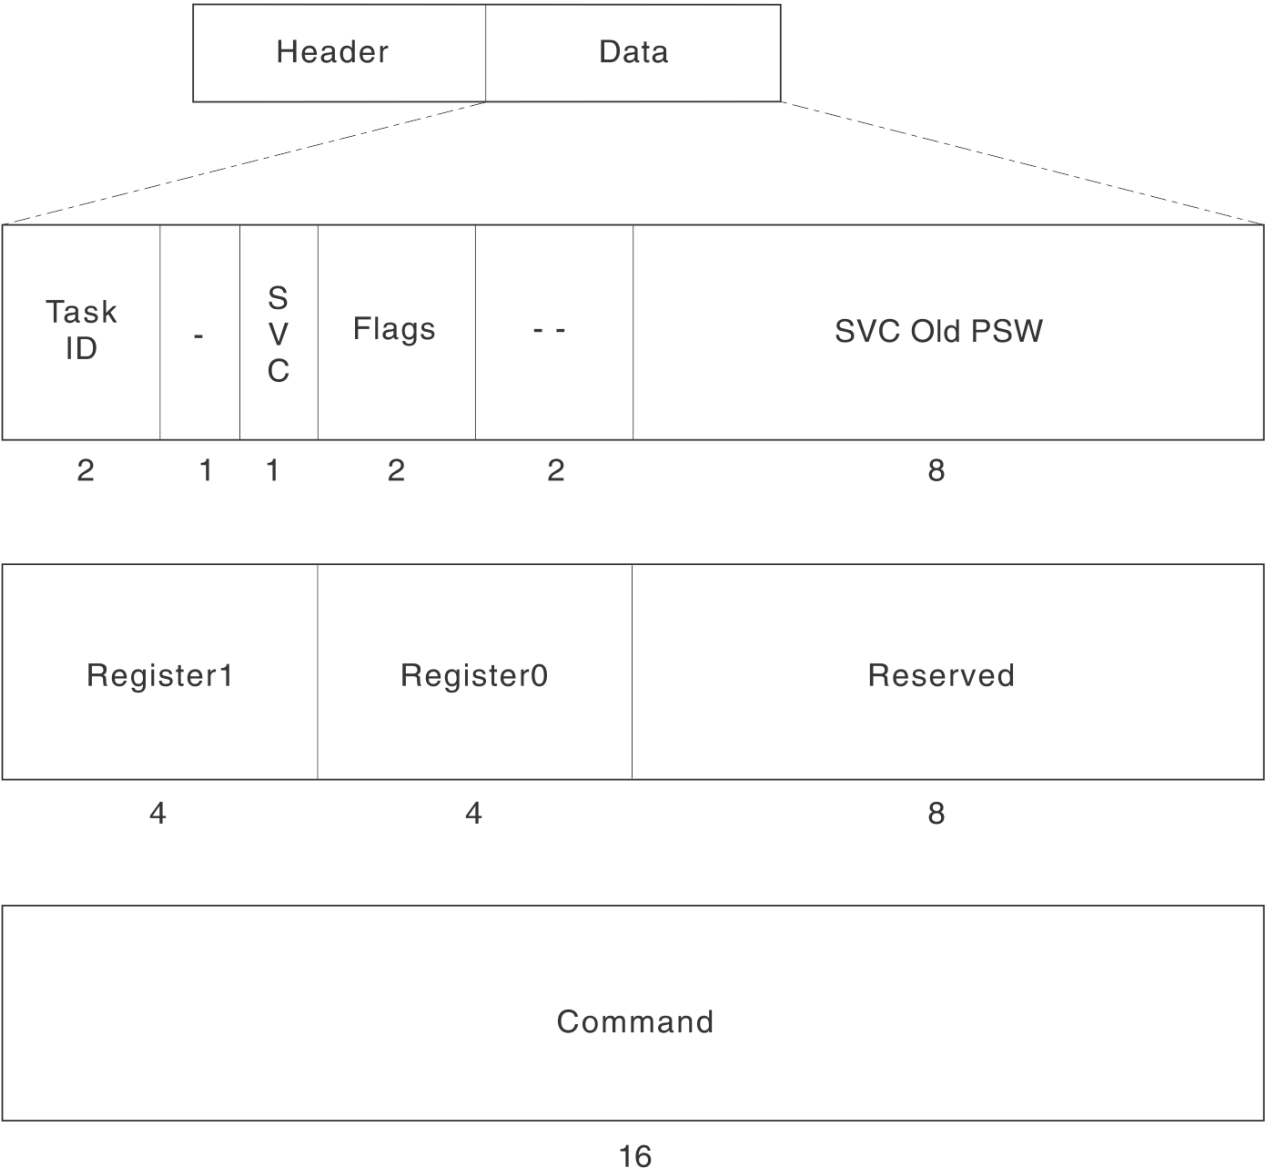 Header Data
Task
ID
-
S
V
C
Flags
- -
SVC Old PSW
2 1 1 2 2 8
Register1 Register0 Reserved
4 4 8
Command
16